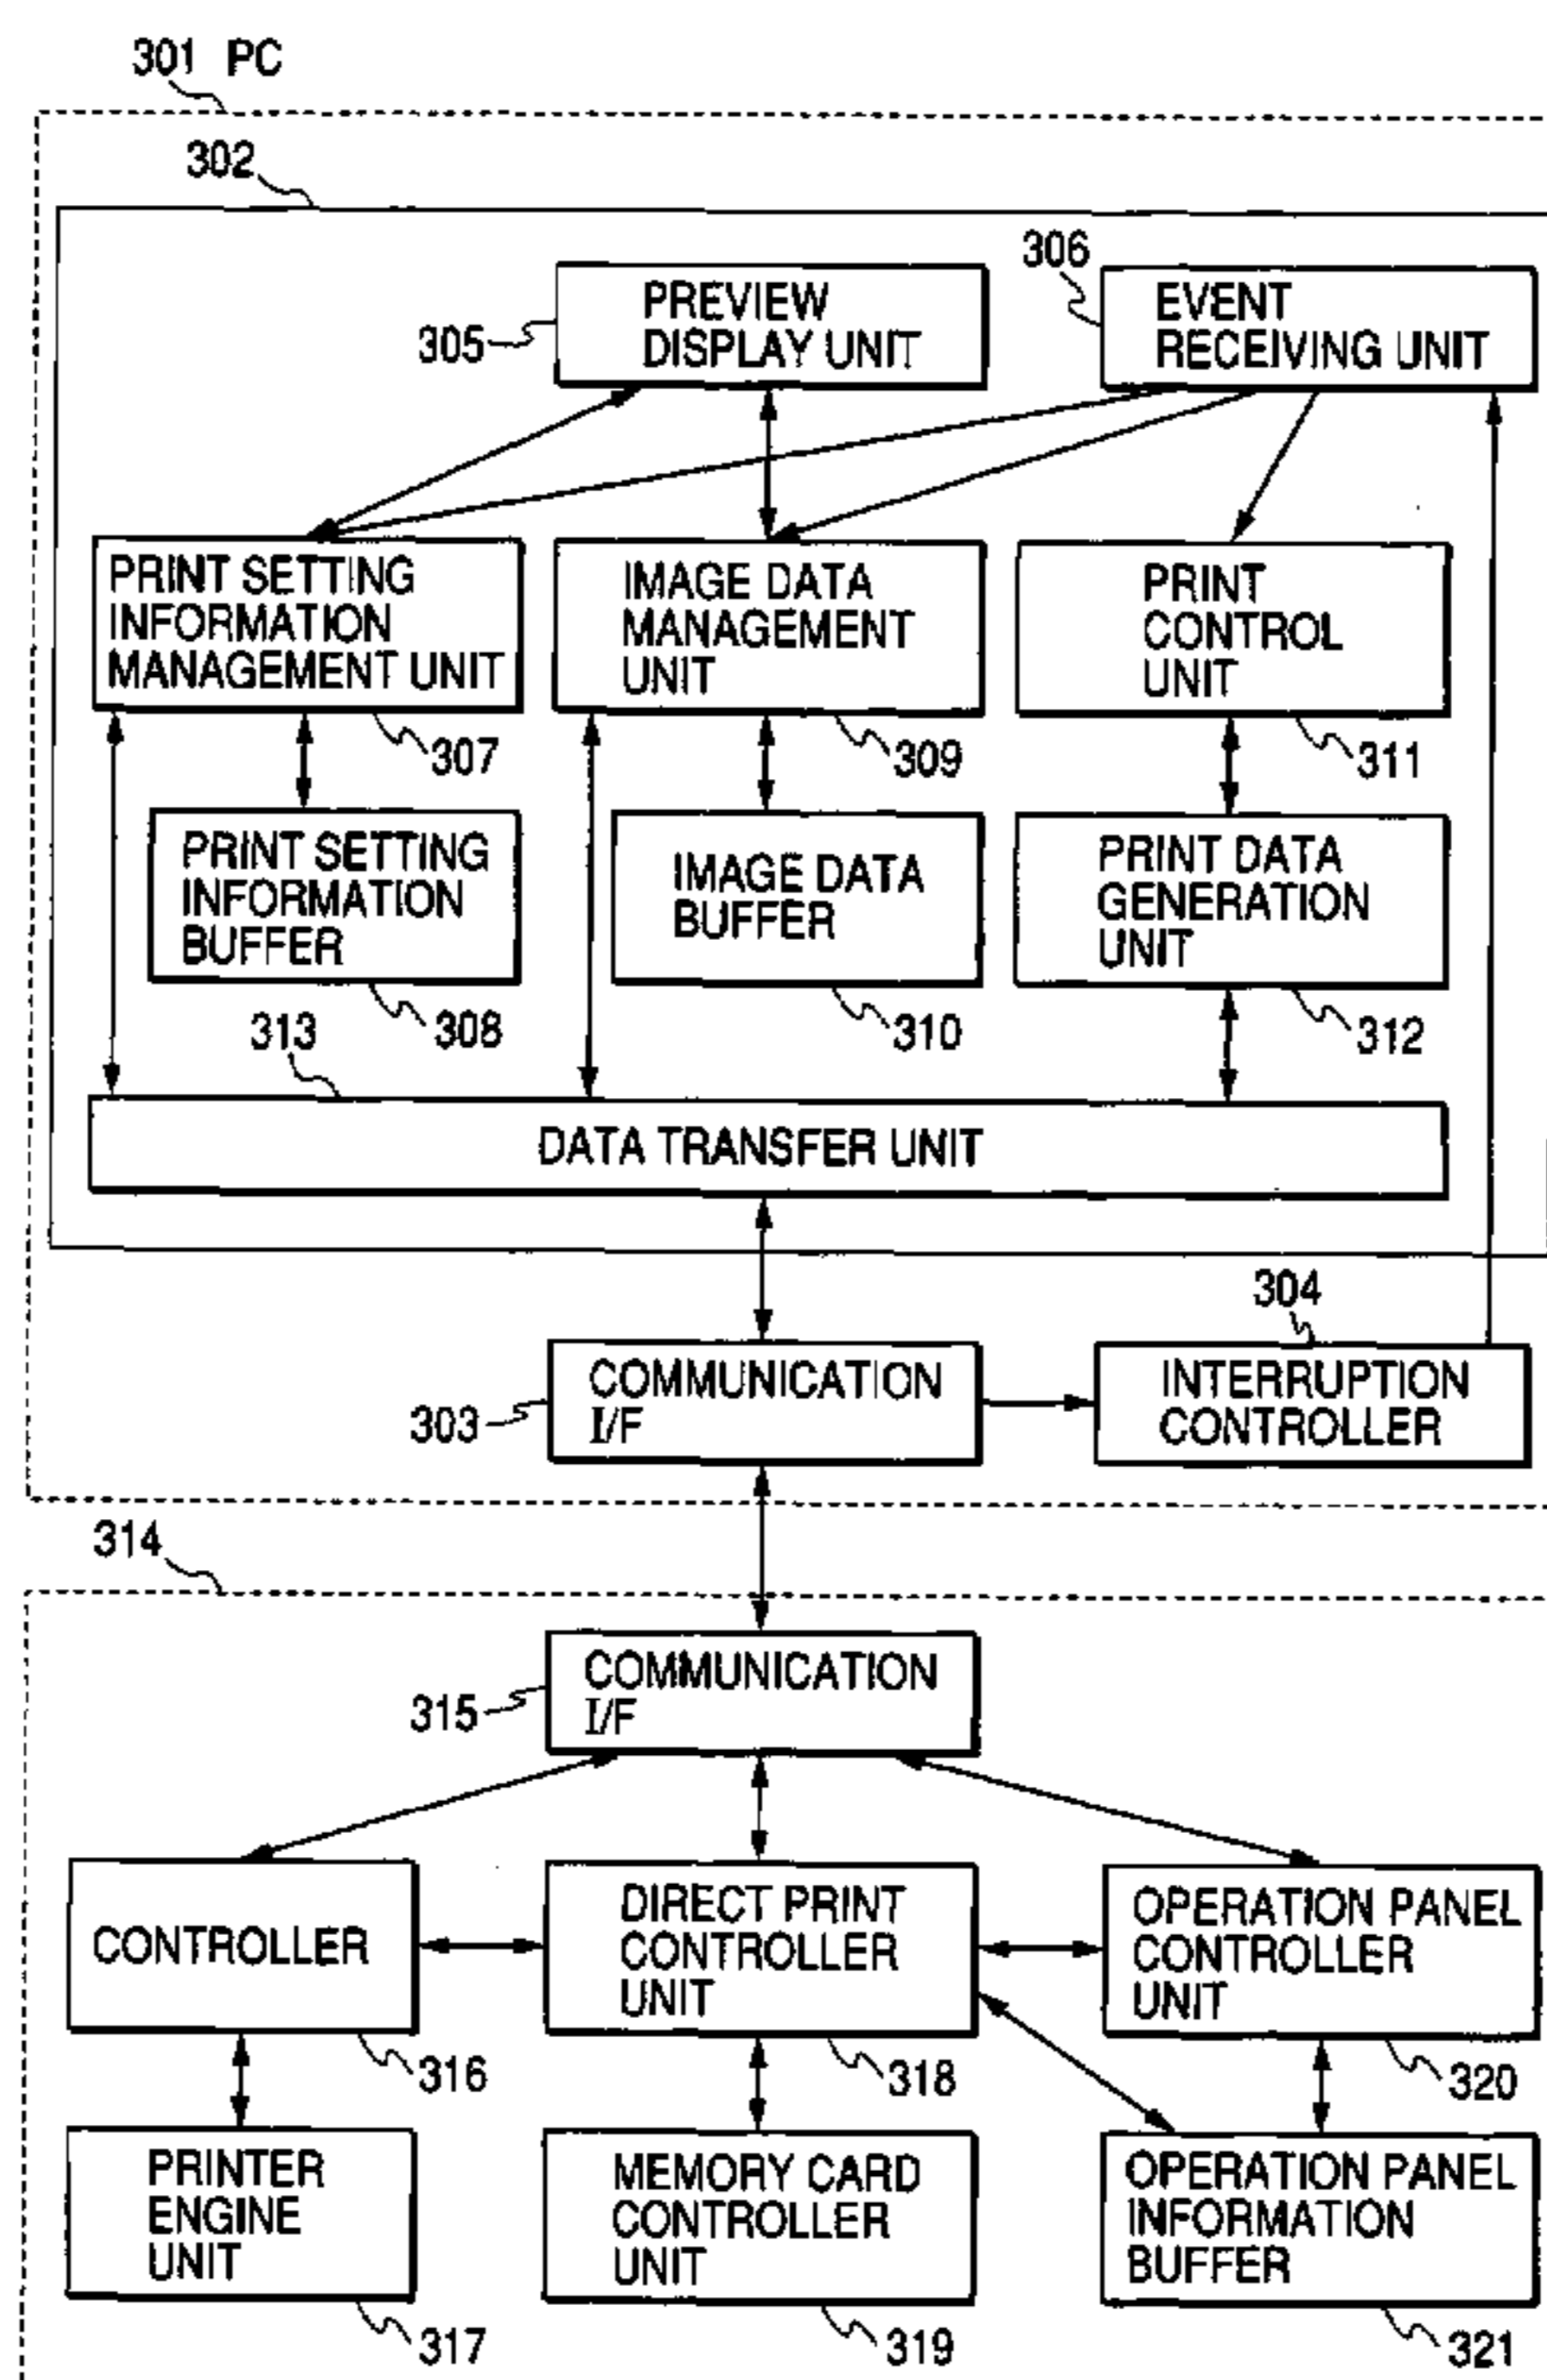 301 PC
302
306
PREVIEW
DISPLAY UNIT
305
EVENT
RECEIVING UNIT
PRINT SETTING
INFORMATION
MANAGEMENT UNIT
307
IMAGE DATA
MANAGEMENT
UNIT
309
PRINT
CONTROL
UNIT
311
PRINT SETTING
INFORMATION
BUFFER
308
IMAGE DATA
BUFFER
310
PRINT DATA
GENERATION
UNIT
312
313
DATA TRANSFER UNIT
304
303
COMMUNICATION
I/F
INTERRUPTION
CONTROLLER
314
315
COMMUNICATION
I/F
CONTROLLER
316
DIRECT PRINT
CONTROLLER
UNIT
318
OPERATION PANEL
CONTROLLER
UNIT
320
PRINTER
ENGINE
UNIT
317
MEMORY CARD
CONTROLLER
UNIT
319
OPERATION PANEL
INFORMATION
BUFFER
321